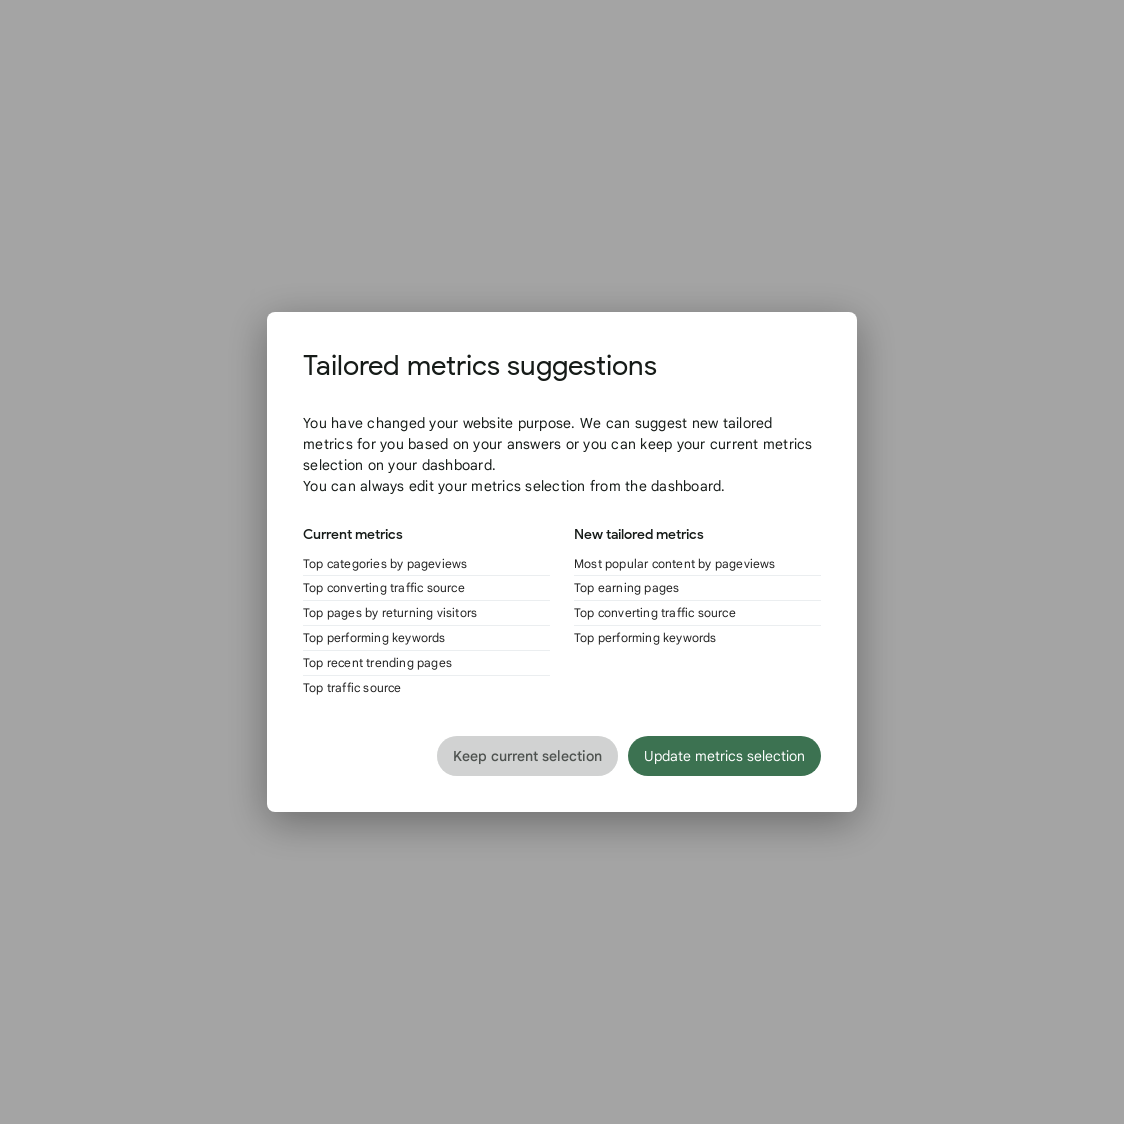 Tailored metrics suggestions
You have changed your website purpose. We can suggest new tailored
metrics for you based on your answers or you can keep your current metrics
selection on your dashboard.
You can always edit your metrics selection from the dashboard.
Current metrics
Top categories by pageviews
Top converting traffic source
Top pages by returning visitors
Top performing keywords
Top recent trending pages
Top traffic source
New tailored metrics
Most popular content by pageviews
Top earning pages
Top converting traffic source
Top performing keywords
Keep current selection
Update metrics selection